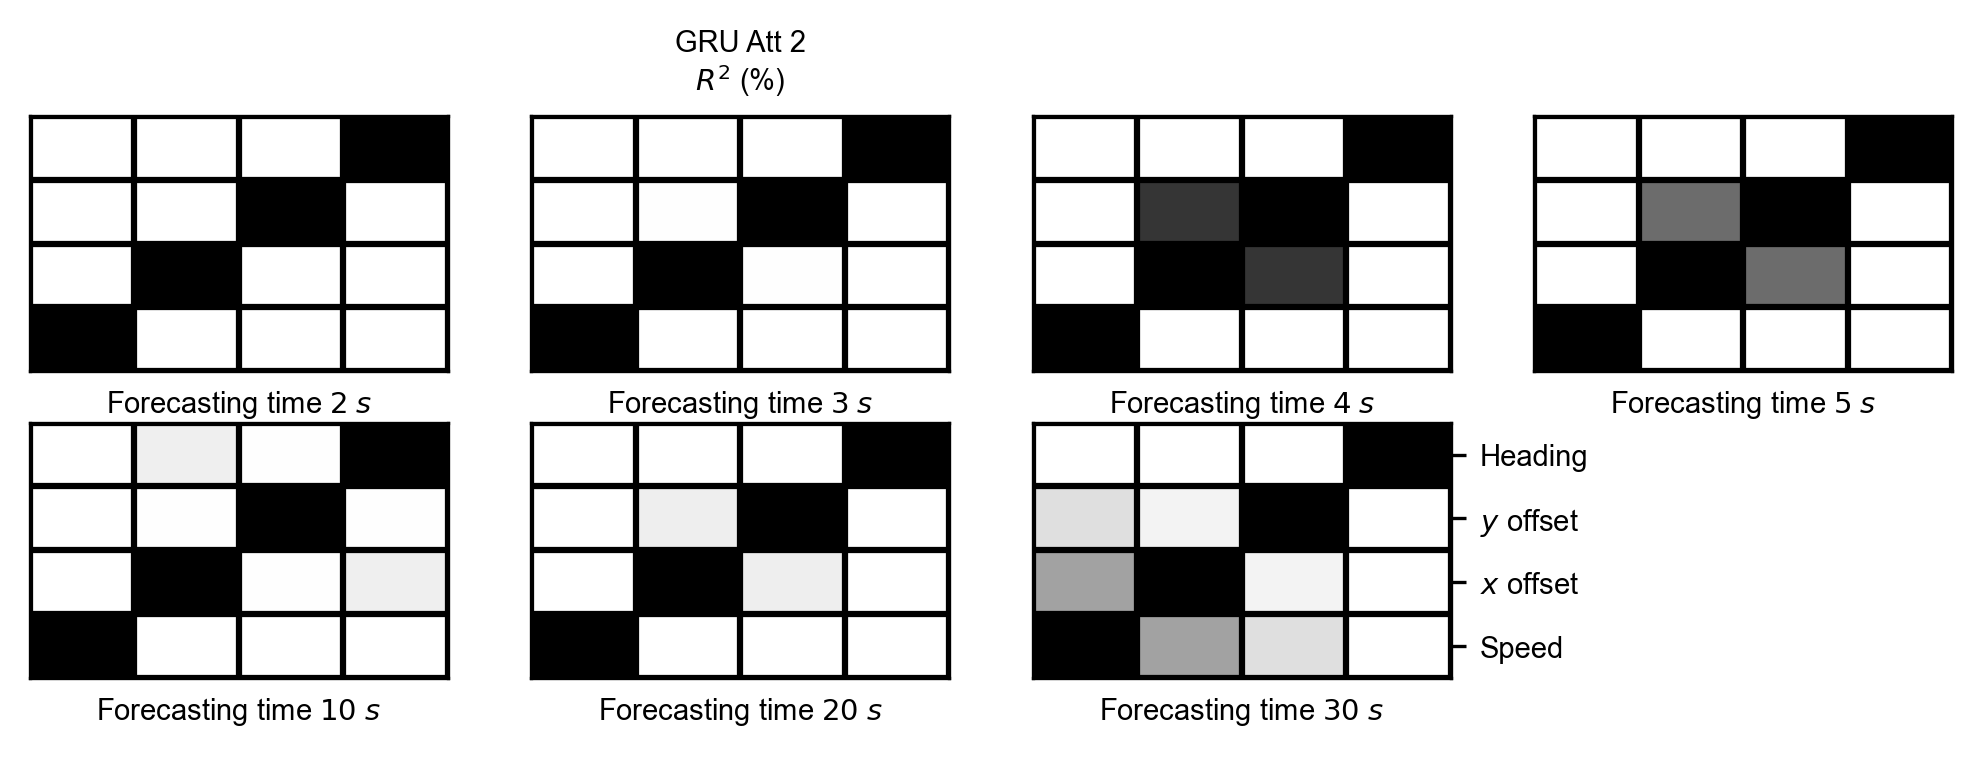 GRU Att 2
R² (%)
Forecasting time 2 s
Forecasting time 3 s
Forecasting time 4 s
Forecasting time 5 s
Heading
y offset
x offset
Speed
Forecasting time 10 s
Forecasting time 20 s
Forecasting time 30 s